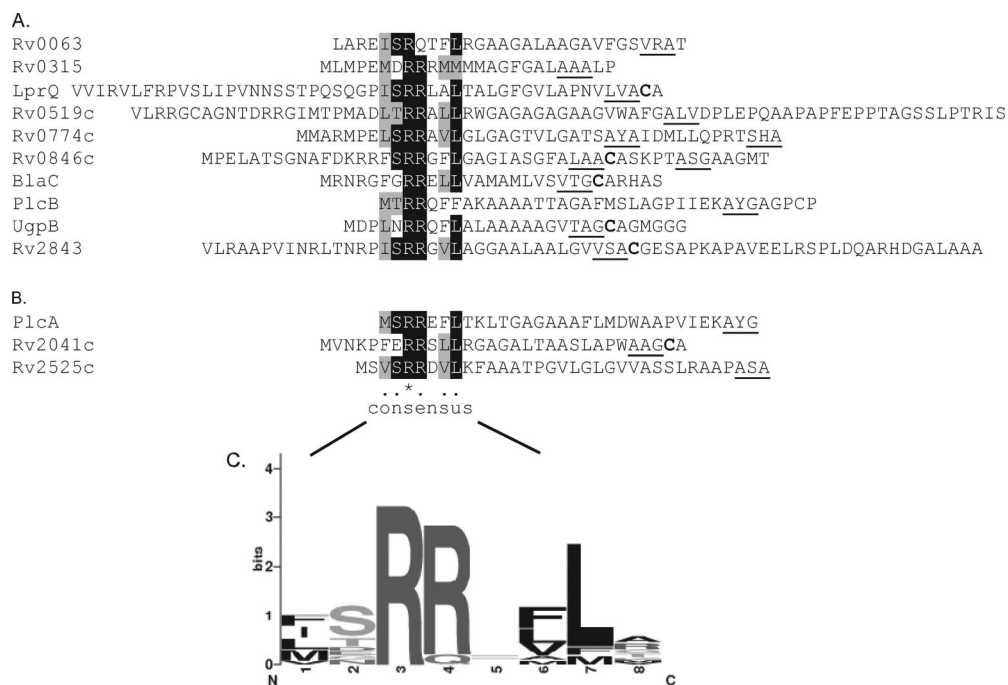 A.
Rv0063 LAREISRQTFLRGAAGALAAGAVFGSVRAT
Rv0315 MLMPEMDRRRMMMMAGFGALAAALP
LprQ VVIRVLFRPVSLIPVNNSSTPQSQGPISRRLALTALGFGVLAPNVLVACA
Rv0519c VLRRGCAGNTDRRGIMTPMADLTRRALLRWGAGAGAGAAGVWAFGALVDPLEPQAAPAPFEPPTAGSSLPTRIS
Rv0774c MMARMPELSRRAVLGLGAGTVLGATSAYAIDMLLQPRTSHA
Rv0846c MPELATSGNAFDKRRFSRRGFLGAGIASGFALAACASKPTASGAAGMT
BlaC MRNRGFGRRELLVAMAMLVSVTGCARHAS
PlcB MTRRQFFAKAAAATTAGAFMSLAGPIIEKAYGAGPCP
UgpB MDPLNRRQFLALAAAAAGVTAGCAGMGGG
Rv2843 VLRAAPVINRLTNRPISRRGVLAGGAALAALGVVSACGESAPKAPAVEELRSPLDQARHDGALAAA
B.
PlcA MSRREFLTKLTGAGAAAFLMDWAAPVIEKAYG
Rv2041c MVNKPFERRSLLRGAGALTAASLAPWAAGCA
Rv2525c MSVSRRDVLKFAAATPGVLGLGVVASSLRAAPASA
..*. ..
consensus
C.
4
3
2
1
0
bits
1 2 3 4 5 6 7 8
N C